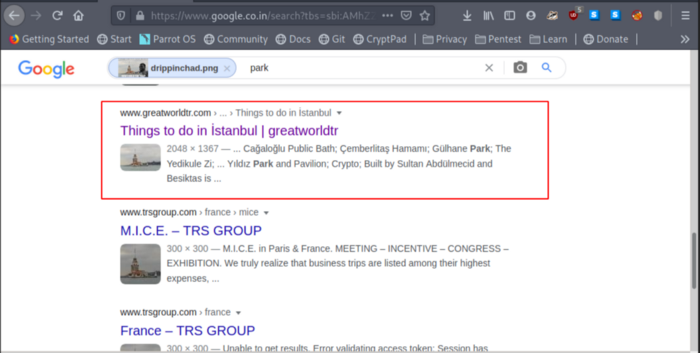 https://www.google.co.in/search?tbs=sbi:AMhZ
Getting Started Start Parrot OS Community Docs Git CryptPad Privacy Pentest Learn Donate
Google drippinchad.png park
www.greatworldtr.com › ... › Things to do in İstanbul
Things to do in İstanbul | greatworldtr
2048 × 1367 — ... Cağaloğlu Public Bath; Çemberlitaş Hamamı; Gülhane Park; The
Yedikule Zi; ... Yıldız Park and Pavilion; Crypto; Built by Sultan Abdülmecid and
Besiktas is ...
www.trsgroup.com › france › mice
M.I.C.E. – TRS GROUP
300 × 300 — M.I.C.E. in Paris & France. MEETING – INCENTIVE – CONGRESS –
EXHIBITION. We truly realize that business trips are listed among their highest
expenses, ...
www.trsgroup.com › france
France – TRS GROUP
300 × 300 — Unable to get results. Error validating access token: Session has